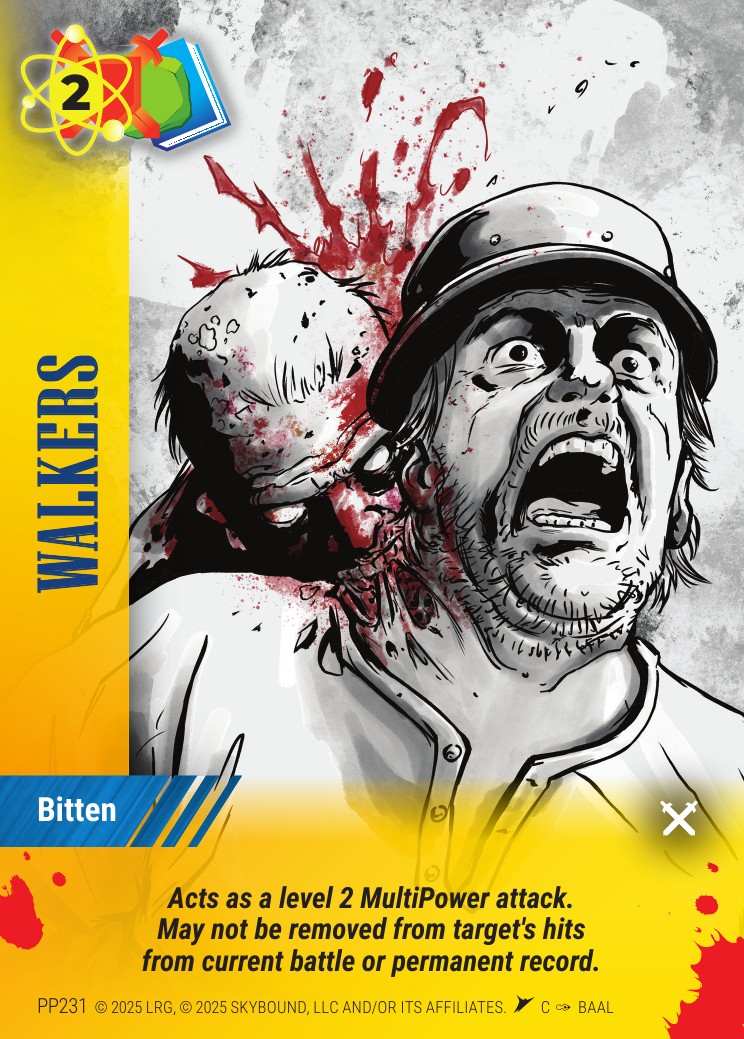 2
WALKERS
Bitten
Acts as a level 2 MultiPower attack.
May not be removed from target's hits
from current battle or permanent record.
PP231 © 2025 LRG, © 2025 SKYBOUND, LLC AND/OR ITS AFFILIATES. C BAAL